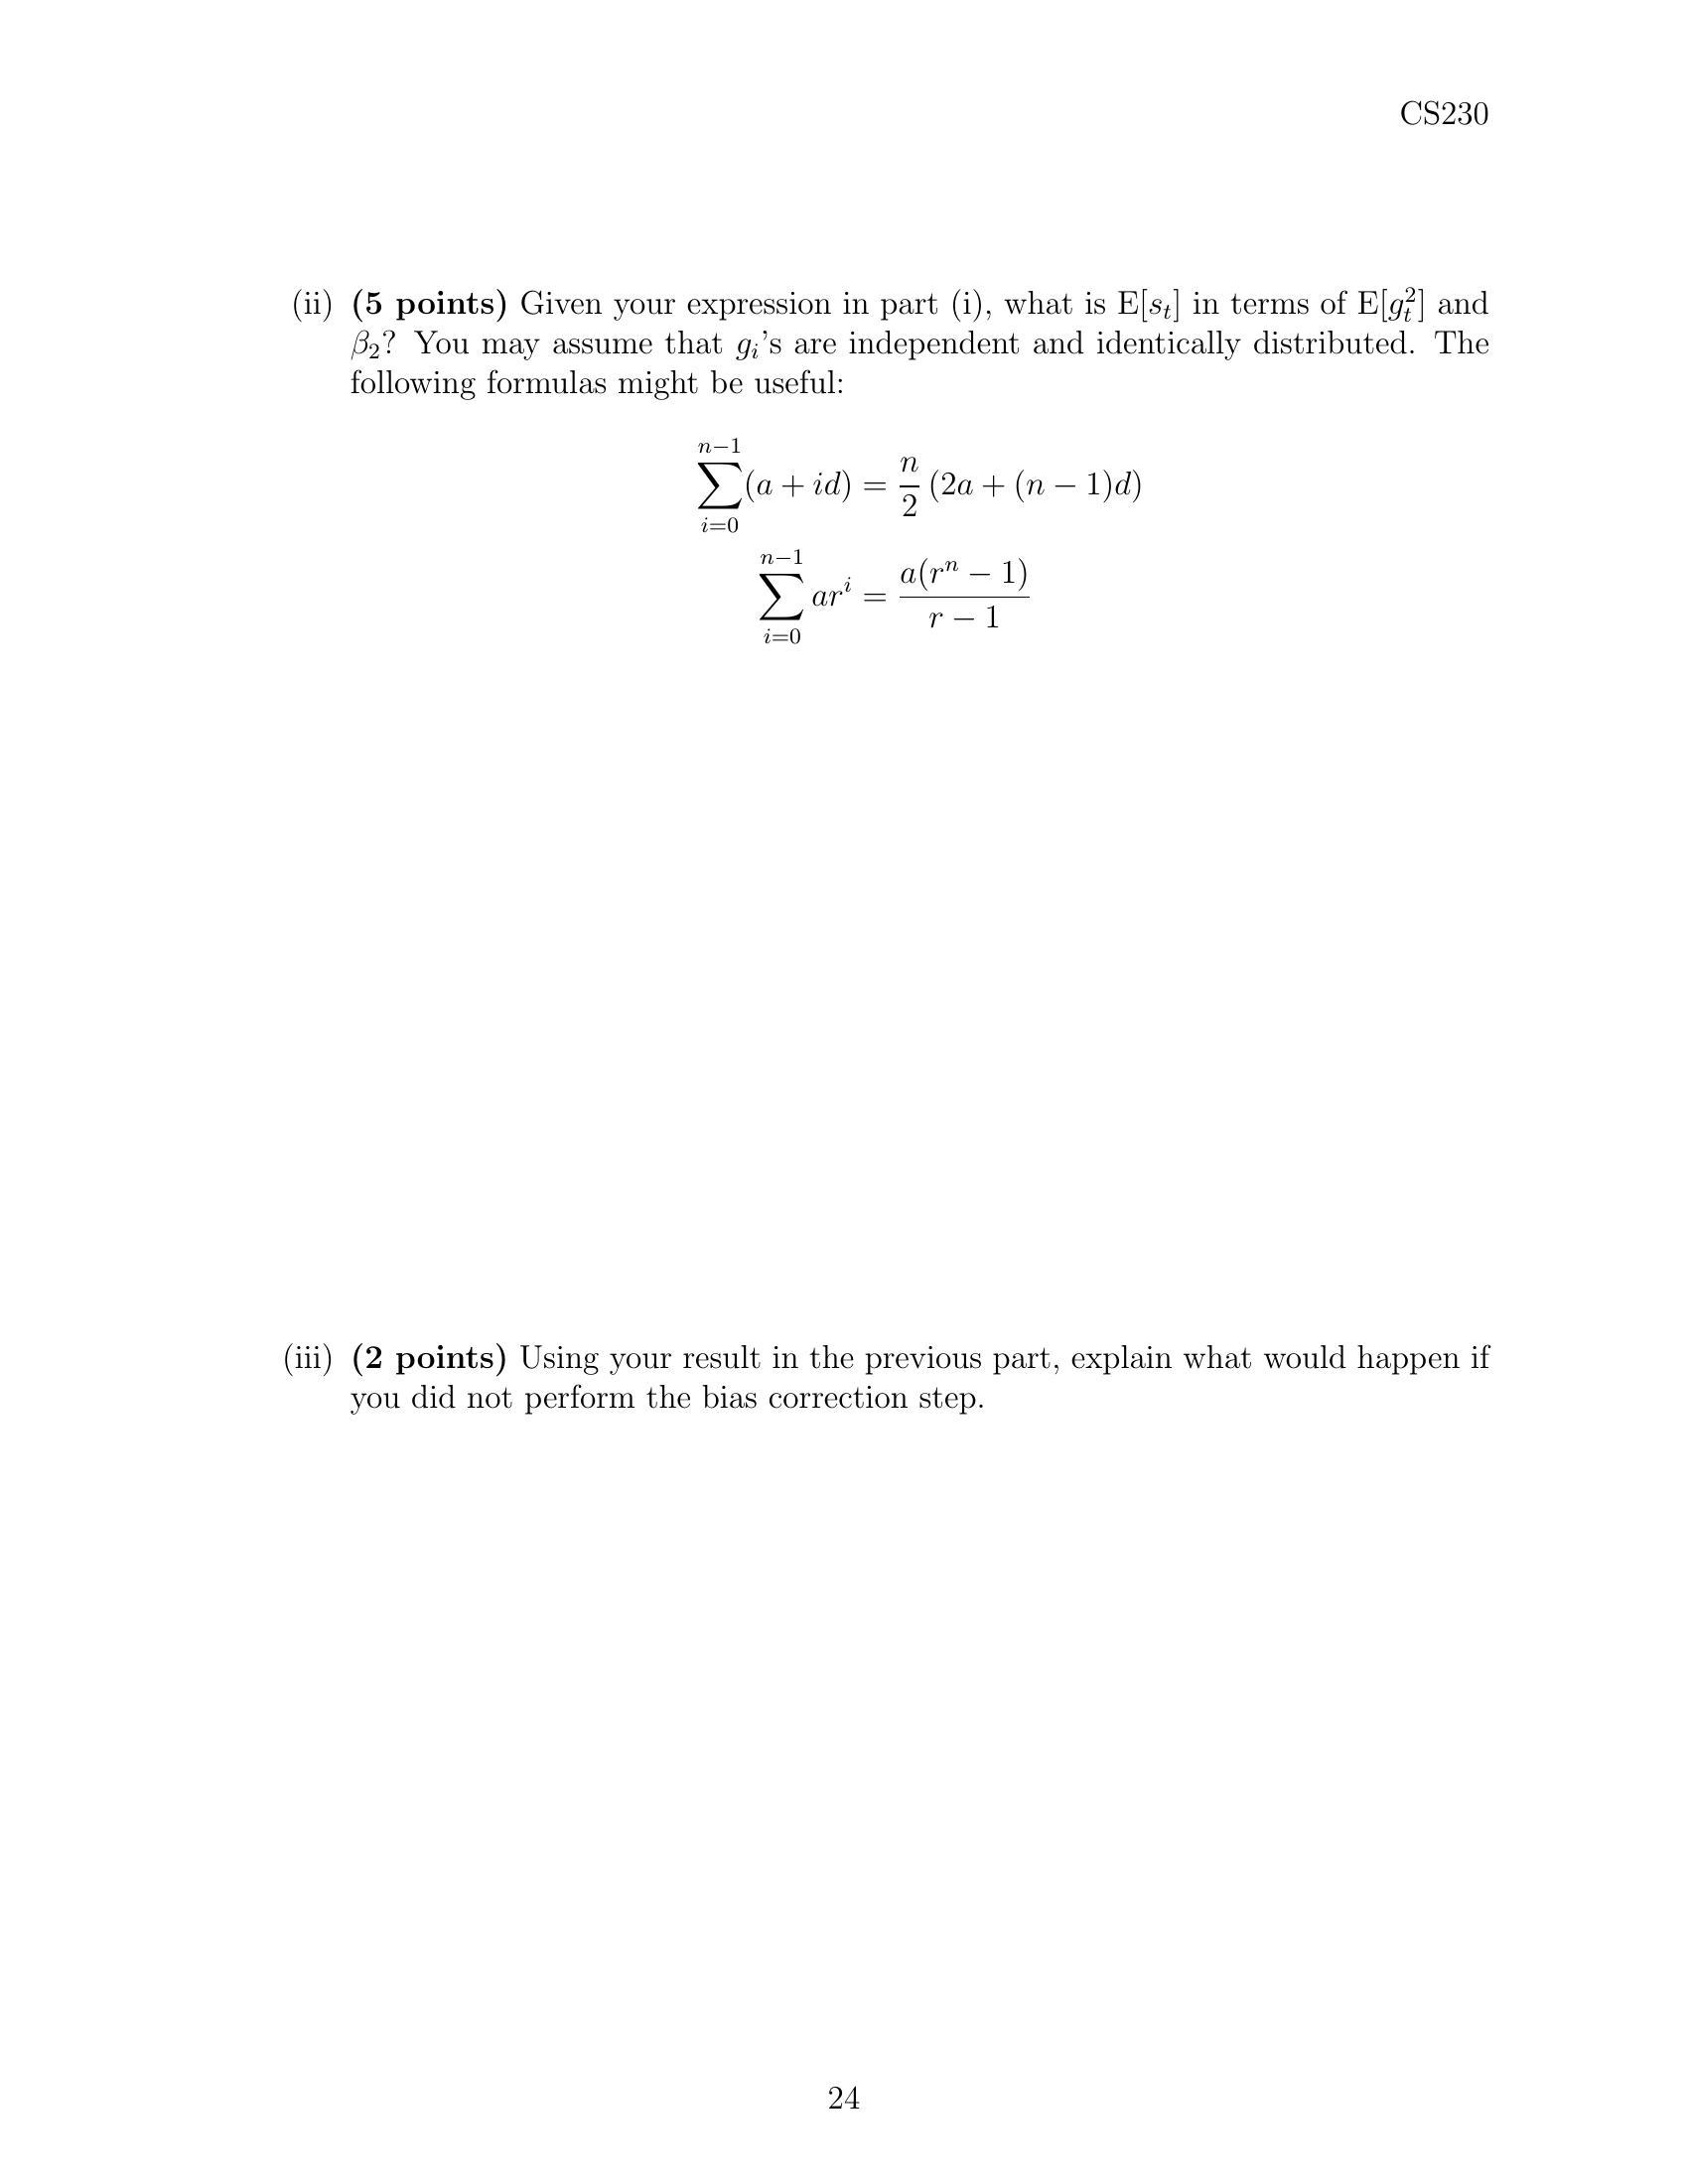 CS230
(ii) (5 points) Given your expression in part (i), what is E[s_t] in terms of E[g_t^2] and
β_2? You may assume that g_i's are independent and identically distributed. The
following formulas might be useful:
\sum_{i=0}^{n-1}(a + id) = \frac{n}{2}(2a + (n − 1)d)
\sum_{i=0}^{n-1} ar^i = \frac{a(r^n − 1)}{r − 1}
(iii) (2 points) Using your result in the previous part, explain what would happen if
you did not perform the bias correction step.
24